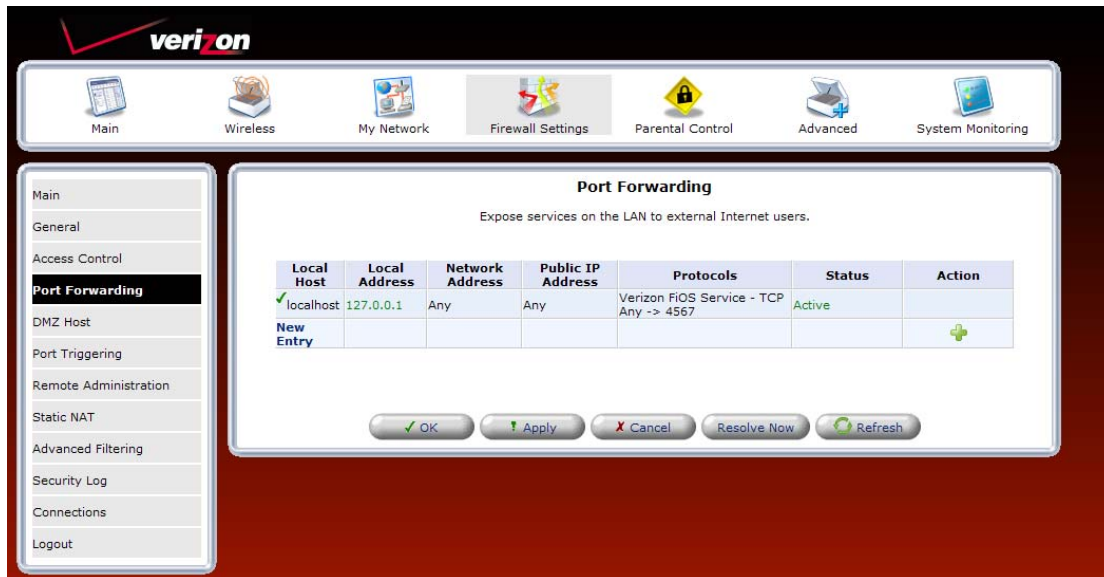 verizon
Main
Wireless
My Network
Firewall Settings
Parental Control
Advanced
System Monitoring
Main
General
Access Control
Port Forwarding
DMZ Host
Port Triggering
Remote Administration
Static NAT
Advanced Filtering
Security Log
Connections
Logout
Port Forwarding
Expose services on the LAN to external Internet users.
Local Host Local Address Network Address Public IP Address Protocols Status Action
localhost 127.0.0.1 Any Any Verizon FiOS Service - TCP Any -> 4567 Active
New Entry
OK Apply Cancel Resolve Now Refresh